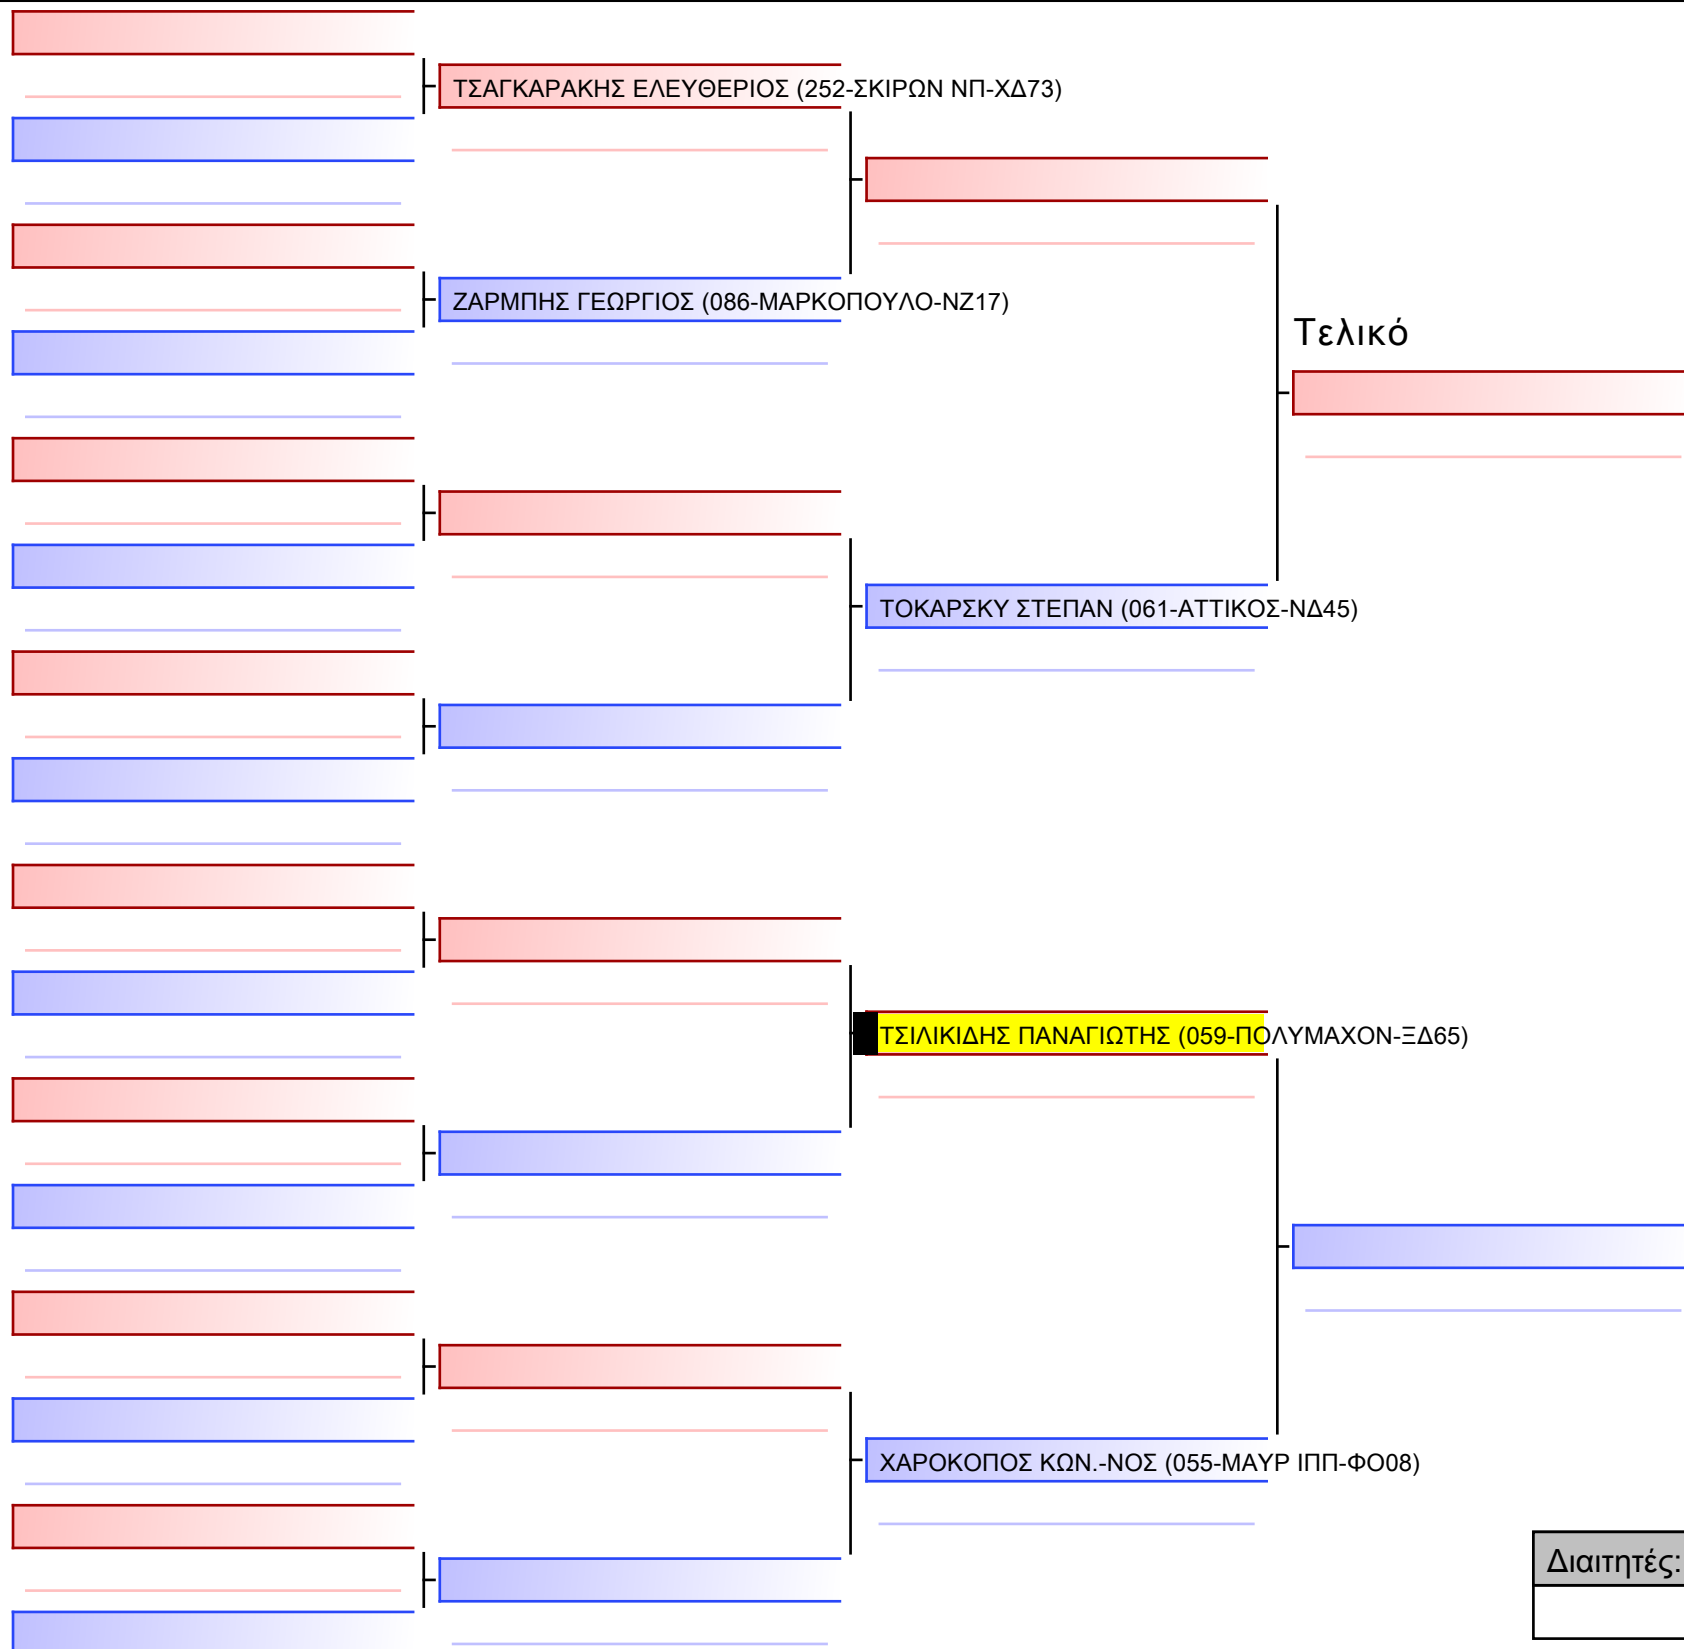 ΤΣΑΓΚΑΡΑΚΗΣ ΕΛΕΥΘΕΡΙΟΣ (252-ΣΚΙΡΩΝ ΝΠ-ΧΔ73)
ΖΑΡΜΠΗΣ ΓΕΩΡΓΙΟΣ (086-ΜΑΡΚΟΠΟΥΛΟ-ΝΖ17)
Τελικό
ΤΟΚΑΡΣΚΥ ΣΤΕΠΑΝ (061-ΑΤΤΙΚΟΣ-ΝΔ45)
ΤΣΙΛΙΚΙΔΗΣ ΠΑΝΑΓΙΩΤΗΣ (059-ΠΟΛΥΜΑΧΟΝ-ΞΔ65)
ΧΑΡΟΚΟΠΟΣ ΚΩΝ.-ΝΟΣ (055-ΜΑΥΡ ΙΠΠ-ΦΟ08)
Διαιτητές: